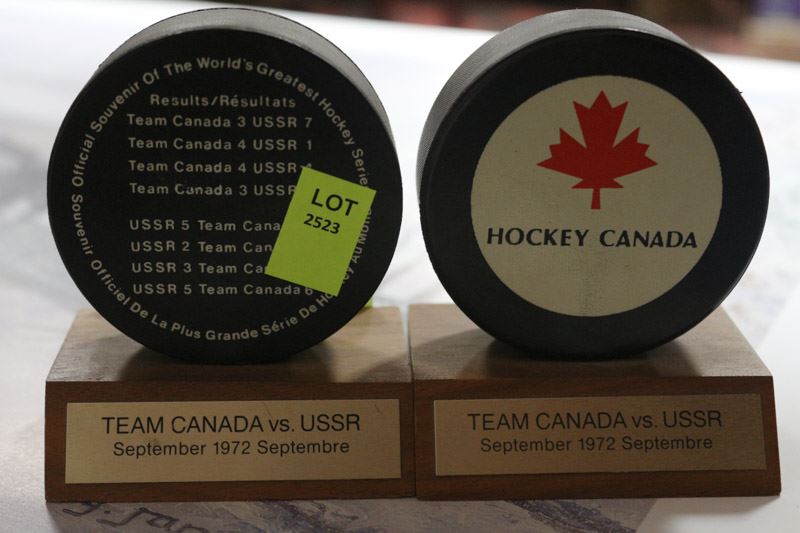 Official Souvenir Of The World's Greatest Hockey Series
Results/Résultats
Team Canada 3 USSR 7
Team Canada 4 USSR 1
Team Canada 4 USSR
Team Canada 3 USSR
USSR 5 Team
USSR 2 Team
USSR 3 Team
USSR 5 Team Canada 6
Souvenir Officiel De La Plus Grande Série De Hockey Au
LOT
2523
TEAM CANADA vs. USSR
September 1972 Septembre
HOCKEY CANADA
TEAM CANADA vs. USSR
September 1972 Septembre